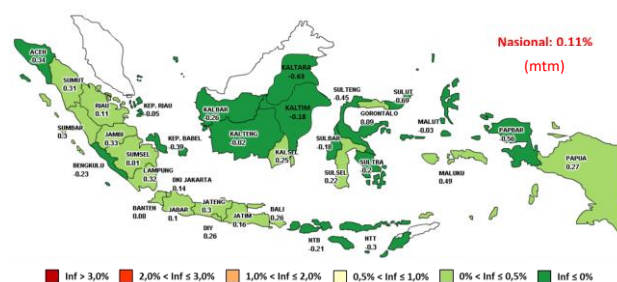 Nasional: 0.11%
(mtm)
ACEH
0.34
SUMUT
0.31
RIAU
0.11
KEP. RIAU
-0.05
SUMBAR
0.3
JAMBI
0.33
KEP. BABEL
-0.39
BENGKULU
-0.23
SUMSEL
0.01
LAMPUNG
0.32
DKI JAKARTA
0.14
BANTEN
0.08
JABAR
0.1
JATENG
0.3
DIY
0.26
JATIM
0.16
BALI
0.26
NTB
-0.21
NTT
-0.3
KALBAR
-0.26
KALTENG
0.02
KALSEL
0.25
KALTIM
-0.18
KALTARA
-0.69
SULTENG
-0.45
SULUT
0.69
GORONTALO
0.09
SULBAR
-0.18
SULSEL
0.22
SULTRA
-0.2
MALUT
-0.03
MALUKU
0.49
PAPBAR
-0.56
PAPUA
0.27
Inf > 3,0%
2,0% < Inf ≤ 3,0%
1,0% < Inf ≤ 2,0%
0,5% < Inf ≤ 1,0%
0% < Inf ≤ 0,5%
Inf ≤ 0%